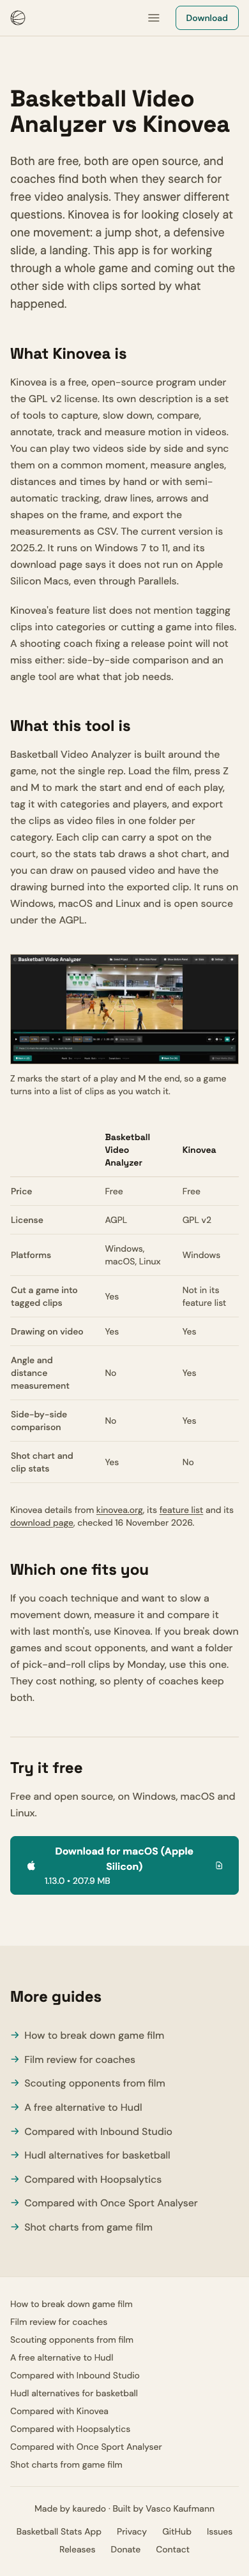 Download
Basketball Video
Analyzer vs Kinovea
Both are free, both are open source, and
coaches find both when they search for
free video analysis. They answer different
questions. Kinovea is for looking closely at
one movement: a jump shot, a defensive
slide, a landing. This app is for working
through a whole game and coming out the
other side with clips sorted by what
happened.
What Kinovea is
Kinovea is a free, open-source program under
the GPL v2 license. Its own description is a set
of tools to capture, slow down, compare,
annotate, track and measure motion in videos.
You can play two videos side by side and sync
them on a common moment, measure angles,
distances and times by hand or with semi-
automatic tracking, draw lines, arrows and
shapes on the frame, and export the
measurements as CSV. The current version is
2025.2. It runs on Windows 7 to 11, and its
download page says it does not run on Apple
Silicon Macs, even through Parallels.
Kinovea's feature list does not mention tagging
clips into categories or cutting a game into files.
A shooting coach fixing a release point will not
miss either: side-by-side comparison and an
angle tool are what that job needs.
What this tool is
Basketball Video Analyzer is built around the
game, not the single rep. Load the film, press Z
and M to mark the start and end of each play,
tag it with categories and players, and export
the clips as video files in one folder per
category. Each clip can carry a spot on the
court, so the stats tab draws a shot chart, and
you can draw on paused video and have the
drawing burned into the exported clip. It runs on
Windows, macOS and Linux and is open source
under the AGPL.
Basketball Video Analyzer
Z marks the start of a play and M the end, so a game
turns into a list of clips as you watch it.
Basketball
Video
Analyzer
Kinovea
Price
Free
Free
License
AGPL
GPL v2
Platforms
Windows,
macOS, Linux
Windows
Cut a game into
tagged clips
Yes
Not in its
feature list
Drawing on video
Yes
Yes
Angle and
distance
measurement
No
Yes
Side-by-side
comparison
No
Yes
Shot chart and
clip stats
Yes
No
Kinovea details from kinovea.org, its feature list and its
download page, checked 16 November 2026.
Which one fits you
If you coach technique and want to slow a
movement down, measure it and compare it
with last month's, use Kinovea. If you break down
games and scout opponents, and want a folder
of pick-and-roll clips by Monday, use this one.
They cost nothing, so plenty of coaches keep
both.
Try it free
Free and open source, on Windows, macOS and
Linux.
Download for macOS (Apple
Silicon)
1.13.0 • 207.9 MB
More guides
→ How to break down game film
→ Film review for coaches
→ Scouting opponents from film
→ A free alternative to Hudl
→ Compared with Inbound Studio
→ Hudl alternatives for basketball
→ Compared with Hoopsalytics
→ Compared with Once Sport Analyser
→ Shot charts from game film
How to break down game film
Film review for coaches
Scouting opponents from film
A free alternative to Hudl
Compared with Inbound Studio
Hudl alternatives for basketball
Compared with Kinovea
Compared with Hoopsalytics
Compared with Once Sport Analyser
Shot charts from game film
Made by kauredo · Built by Vasco Kaufmann
Basketball Stats App
Privacy
GitHub
Issues
Releases
Donate
Contact